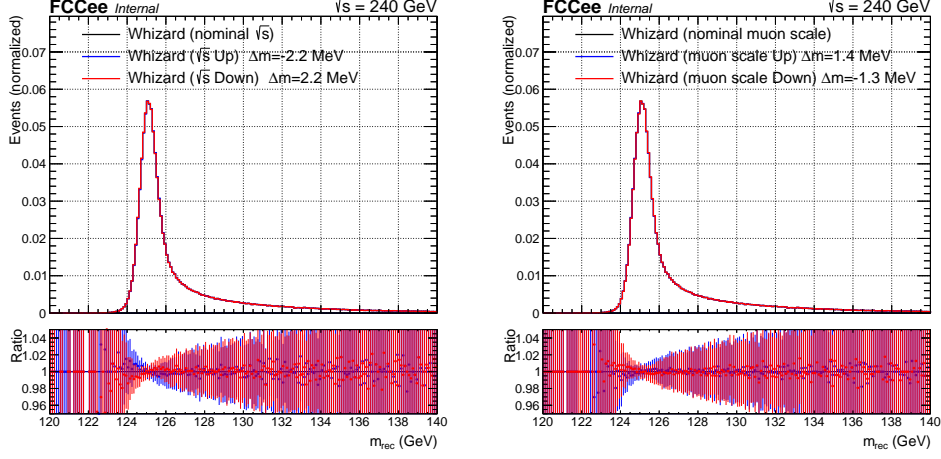 FCCee Internal √s = 240 GeV
Events (normalized)
0.07
0.06
0.05
0.04
0.03
0.02
0.01
0
Whizard (nominal √s)
Whizard (√s Up) Δm=-2.2 MeV
Whizard (√s Down) Δm=2.2 MeV
Ratio
1.04
1.02
1
0.98
0.96
120 122 124 126 128 130 132 134 136 138 140
m_rec (GeV)
FCCee Internal √s = 240 GeV
Events (normalized)
0.07
0.06
0.05
0.04
0.03
0.02
0.01
0
Whizard (nominal muon scale)
Whizard (muon scale Up) Δm=1.4 MeV
Whizard (muon scale Down) Δm=-1.3 MeV
Ratio
1.04
1.02
1
0.98
0.96
120 122 124 126 128 130 132 134 136 138 140
m_rec (GeV)